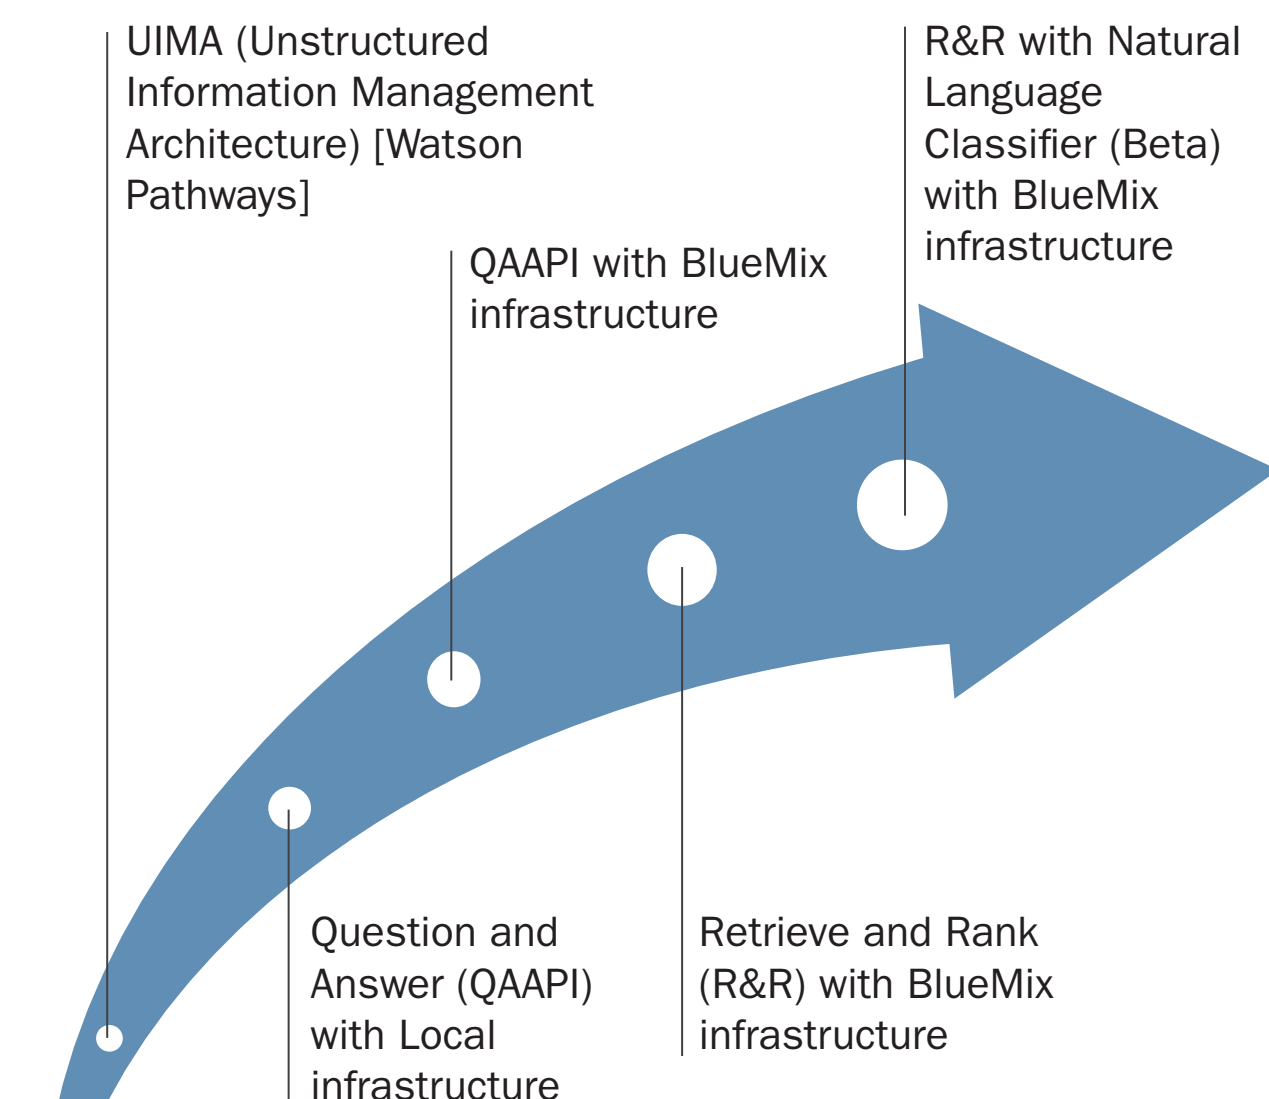 UIMA (Unstructured
Information Management
Architecture) [Watson
Pathways]
QAAPI with BlueMix
infrastructure
R&R with Natural
Language
Classifier (Beta)
with BlueMix
infrastructure
Question and
Answer (QAAPI)
with Local
infrastructure
Retrieve and Rank
(R&R) with BlueMix
infrastructure